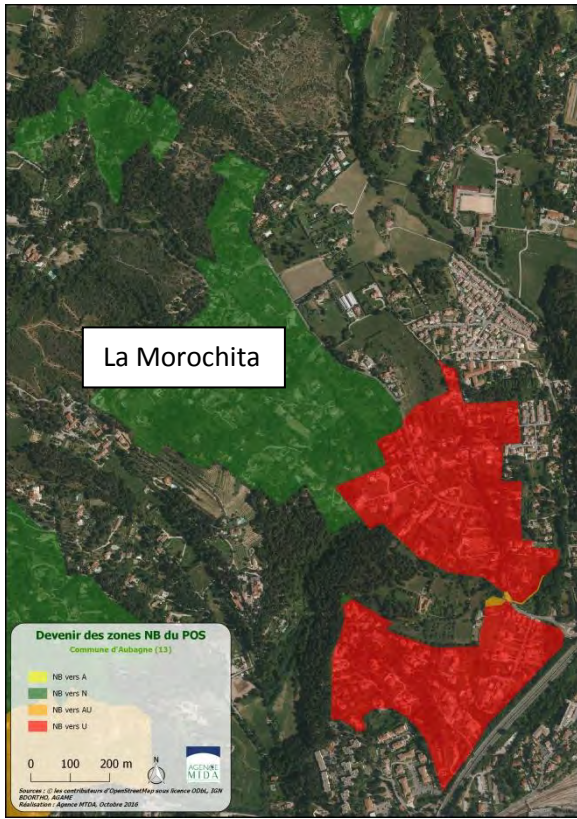 La Morochita
Devenir des zones NB du POS
Commune d'Aubagne (13)
NB vers A
NB vers N
NB vers AU
NB vers U
0 100 200 m
N
AGENCE
MTDA
Sources : © les contributeurs d'OpenStreetMap sous licence ODbL, IGN
BDORTHO, AGAME
Réalisation : Agence MTDA, Octobre 2016